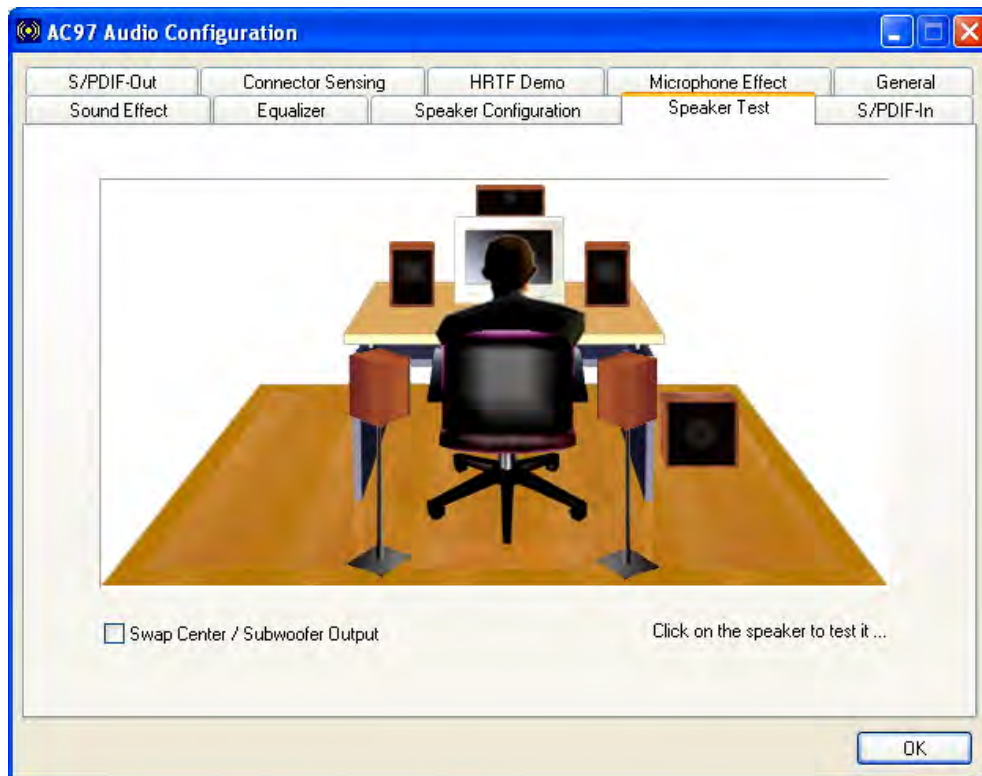 AC97 Audio Configuration
S/PDIF-Out Connector Sensing HRTF Demo Microphone Effect General
Sound Effect Equalizer Speaker Configuration Speaker Test S/PDIF-In
Swap Center / Subwoofer Output Click on the speaker to test it ...
OK